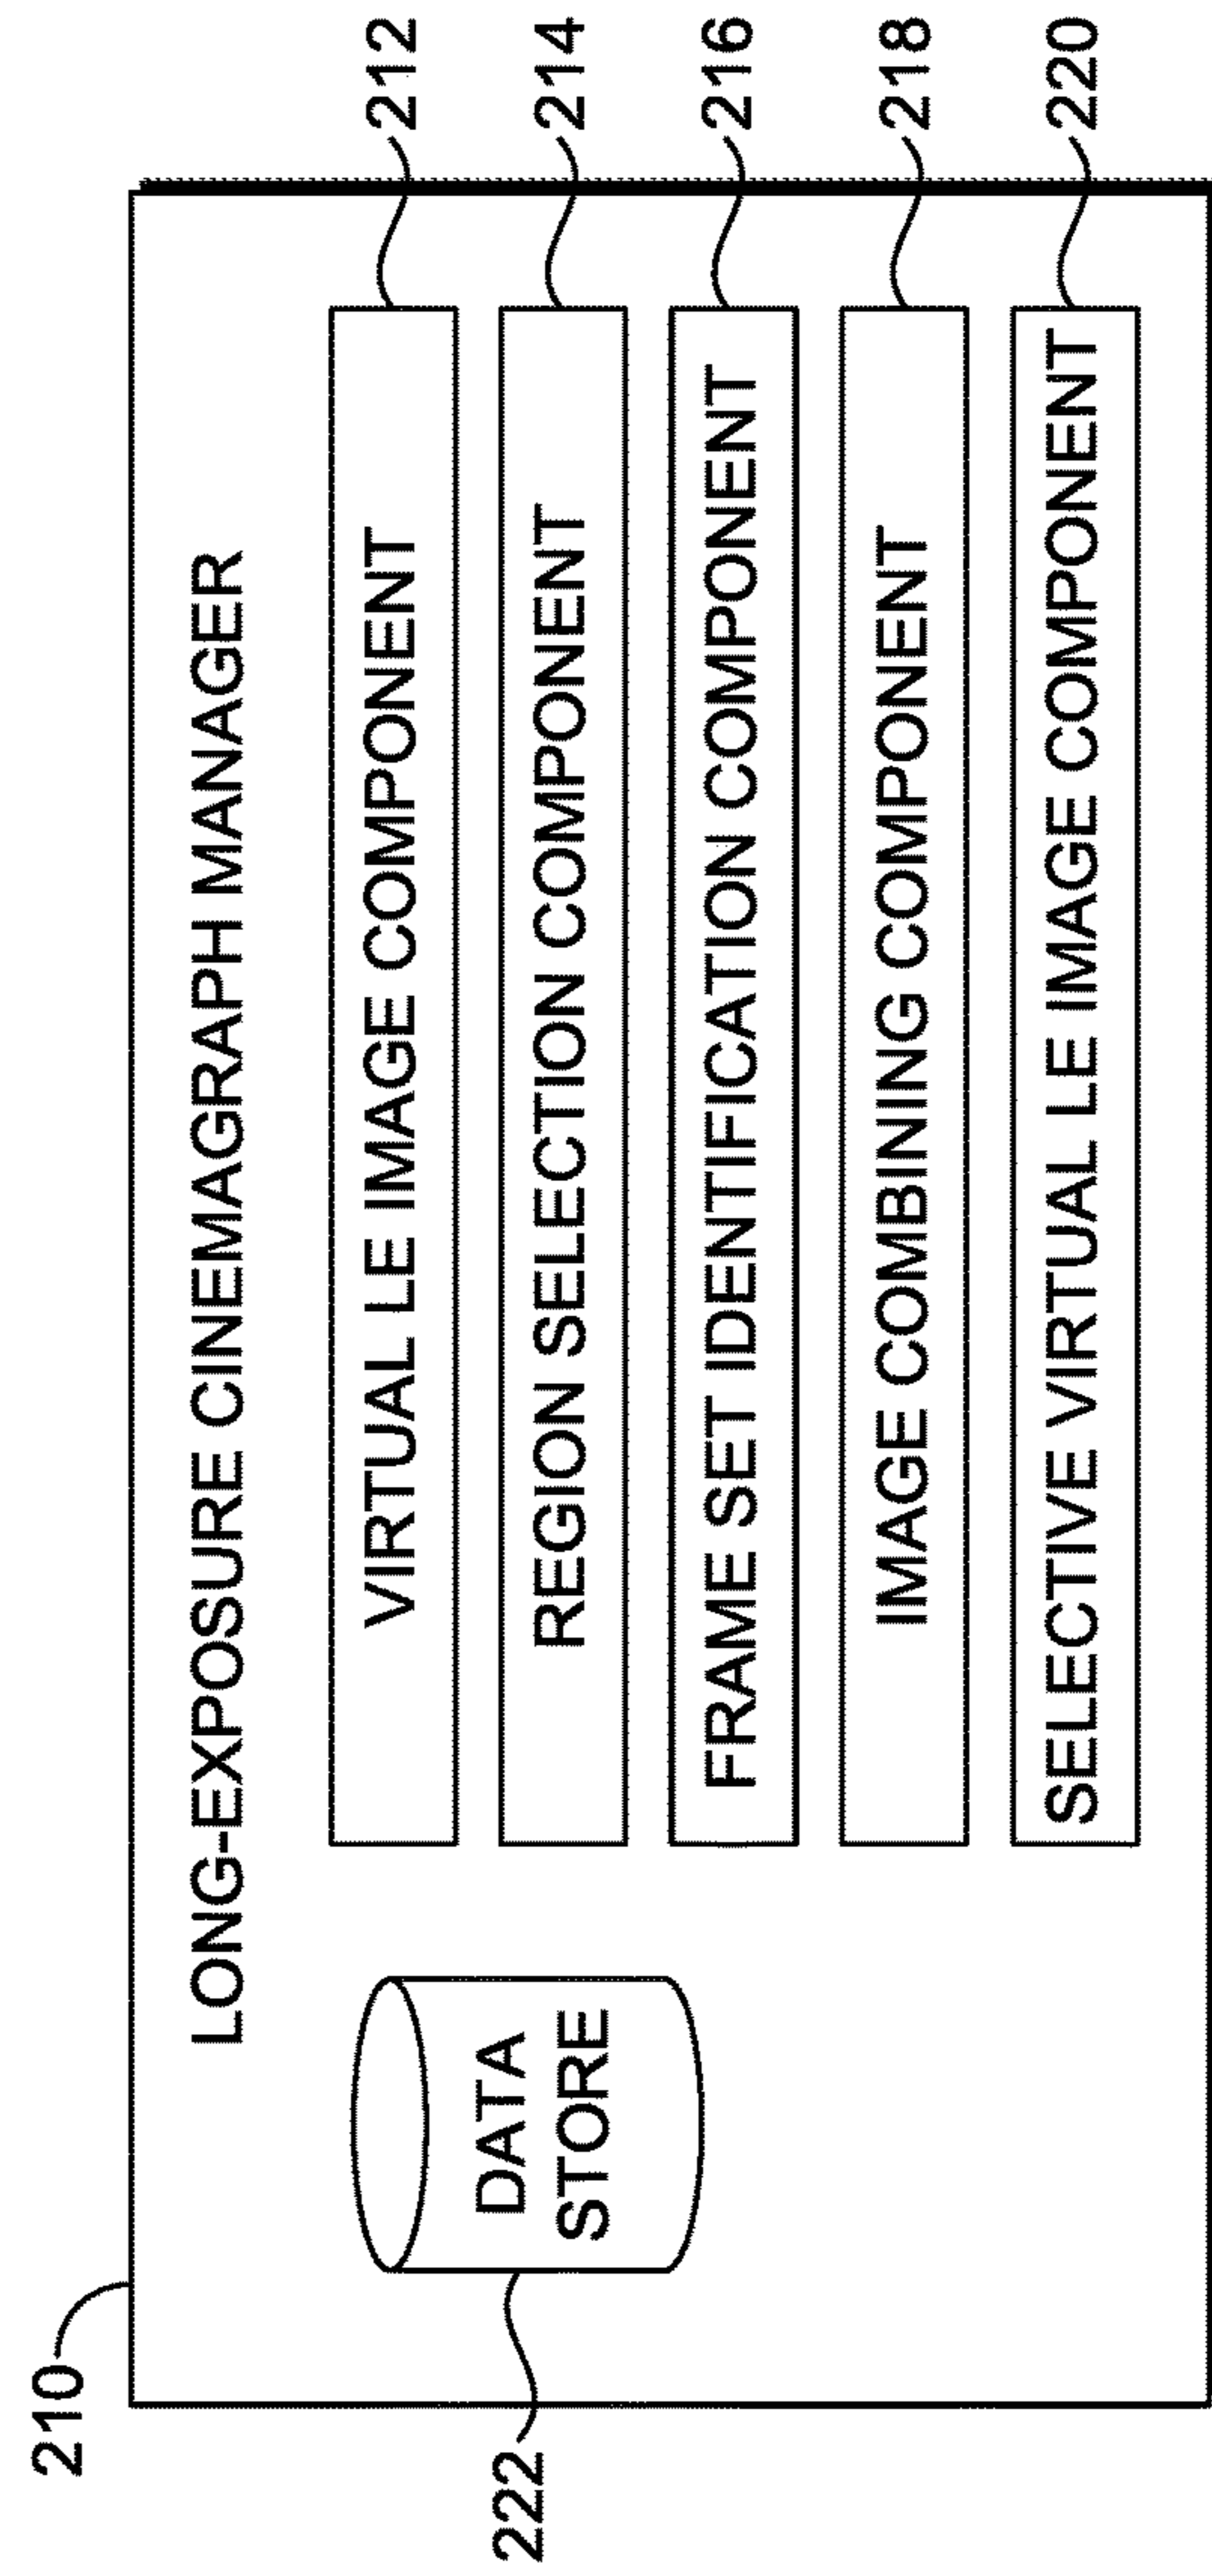 210
LONG-EXPOSURE CINEMAGRAPH MANAGER
222
DATA
STORE
VIRTUAL LE IMAGE COMPONENT
212
REGION SELECTION COMPONENT
214
FRAME SET IDENTIFICATION COMPONENT
216
IMAGE COMBINING COMPONENT
218
SELECTIVE VIRTUAL LE IMAGE COMPONENT
220